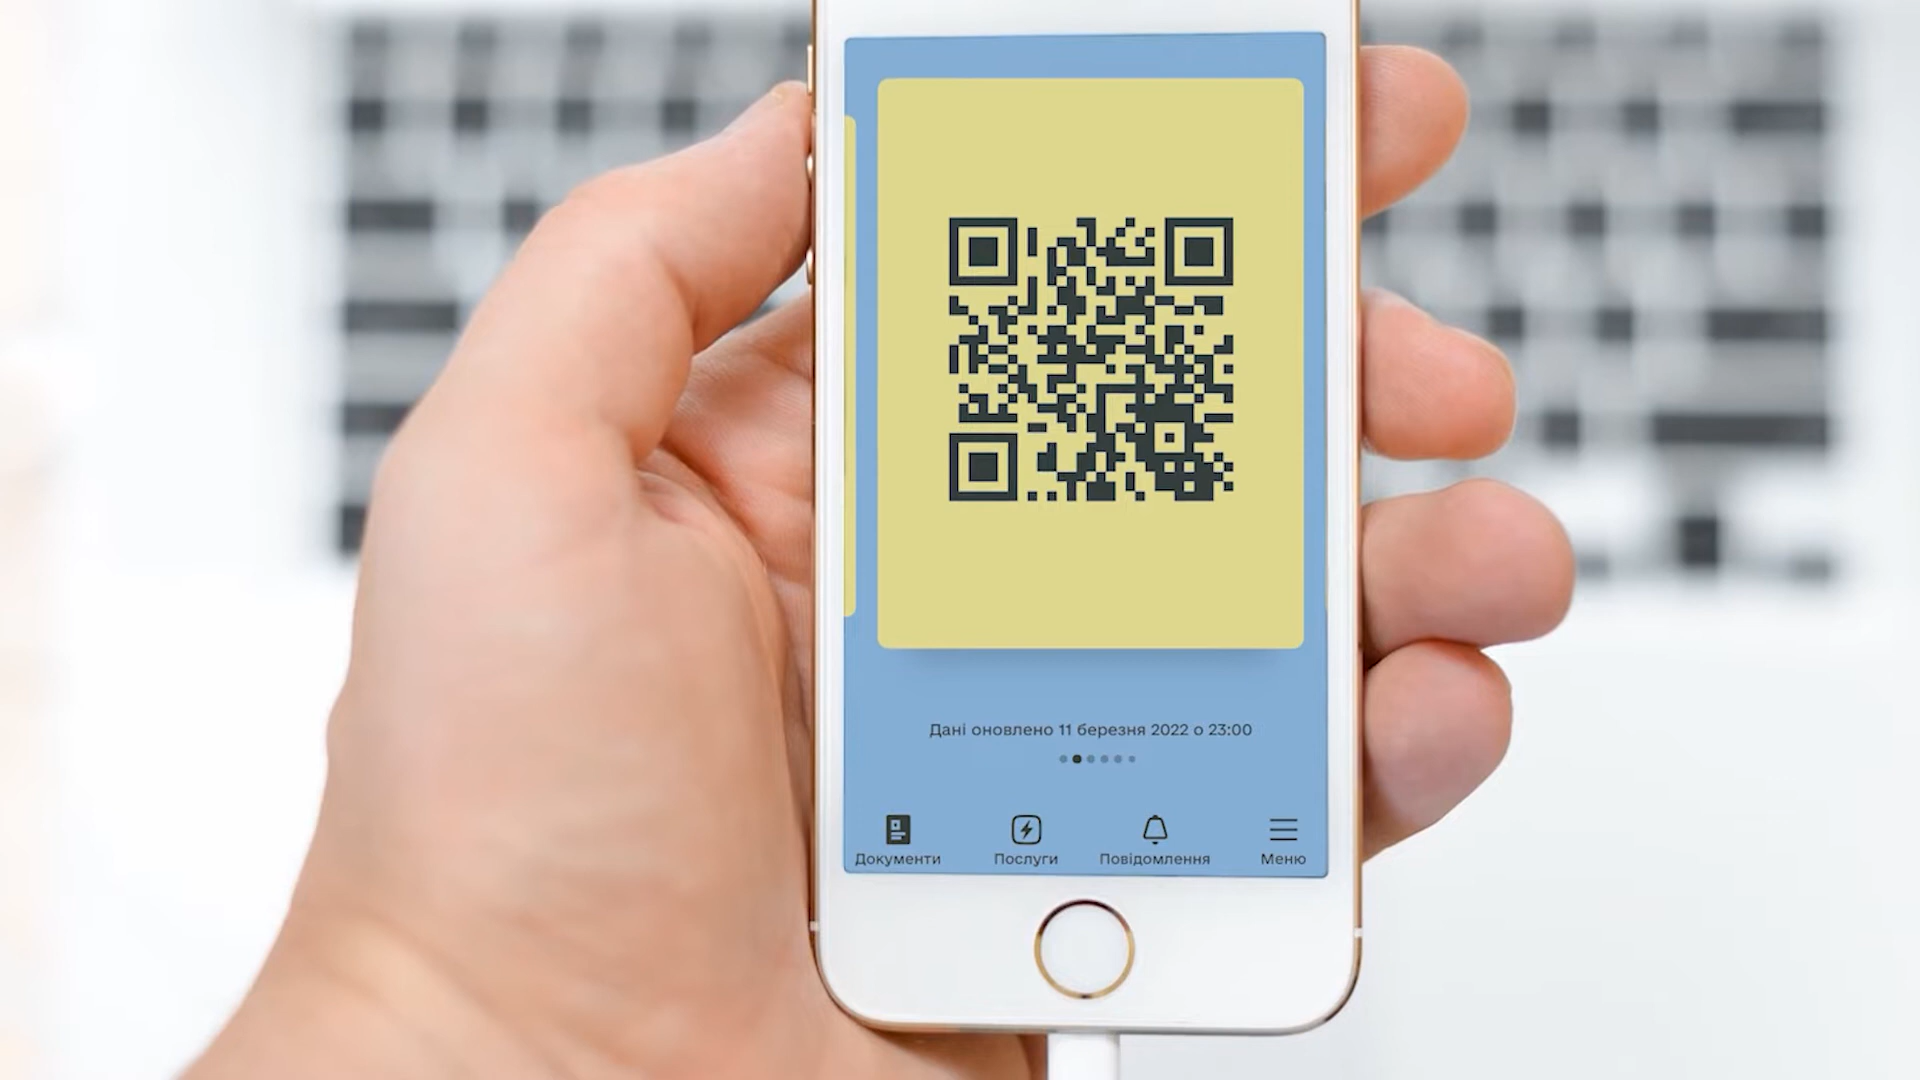 Дані оновлено 11 березня 2022 о 23:00
Документи
Послуги
Повідомлення
Меню